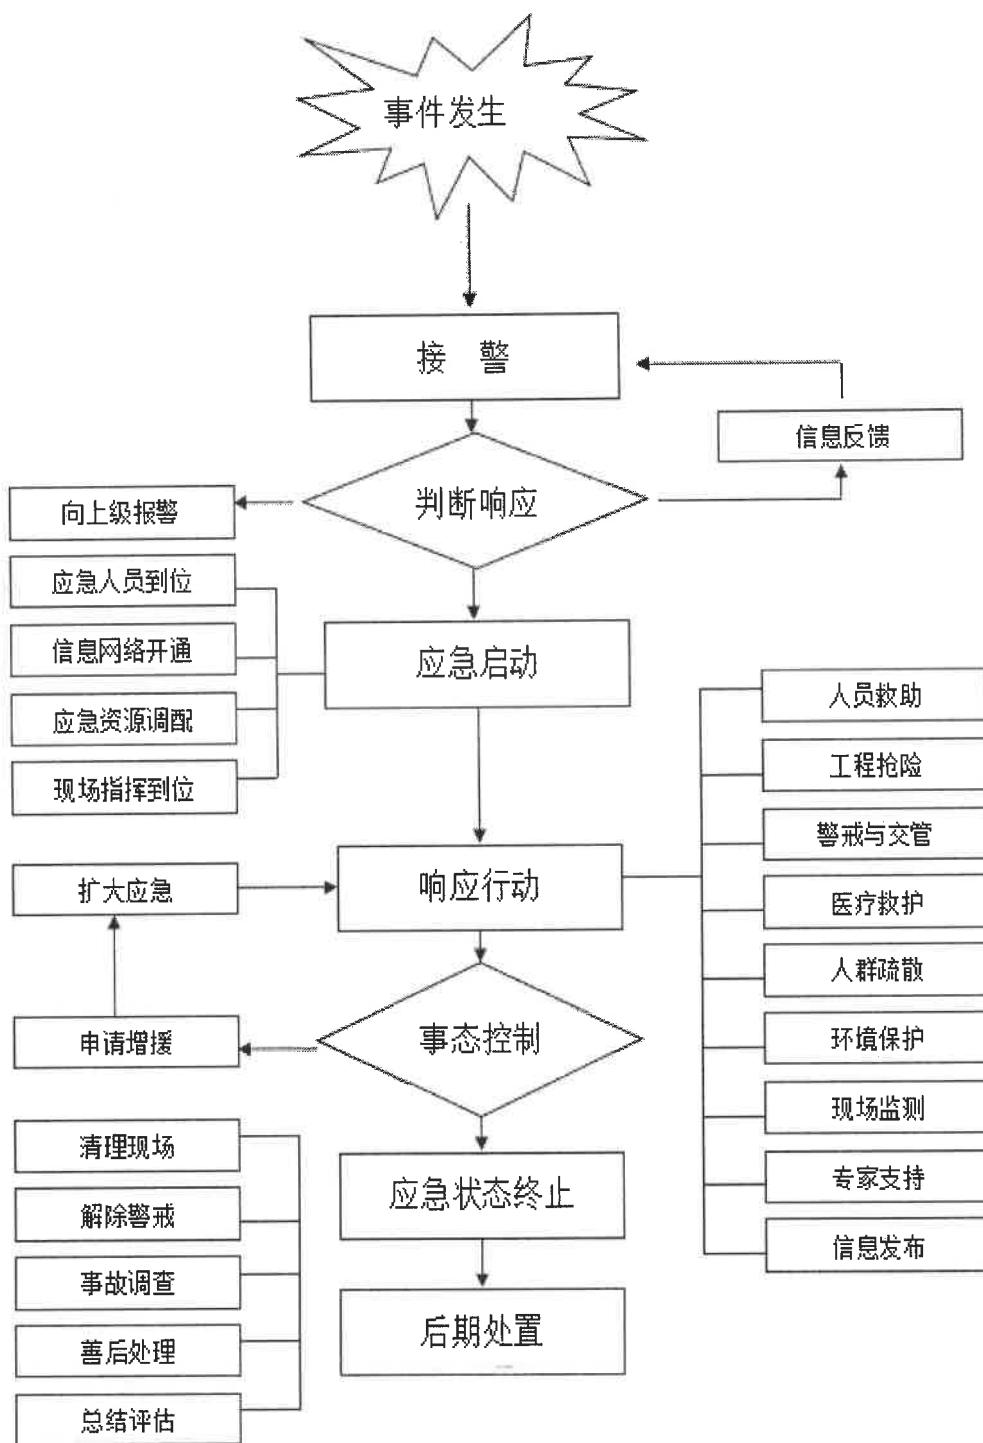 事件发生
接 警
信息反馈
判断响应
向上级报警
应急人员到位
信息网络开通
应急资源调配
现场指挥到位
应急启动
人员救助
工程抢险
警戒与交管
医疗救护
人群疏散
环境保护
现场监测
专家支持
信息发布
响应行动
扩大应急
申请增援
事态控制
清理现场
解除警戒
事故调查
善后处理
总结评估
应急状态终止
后期处置